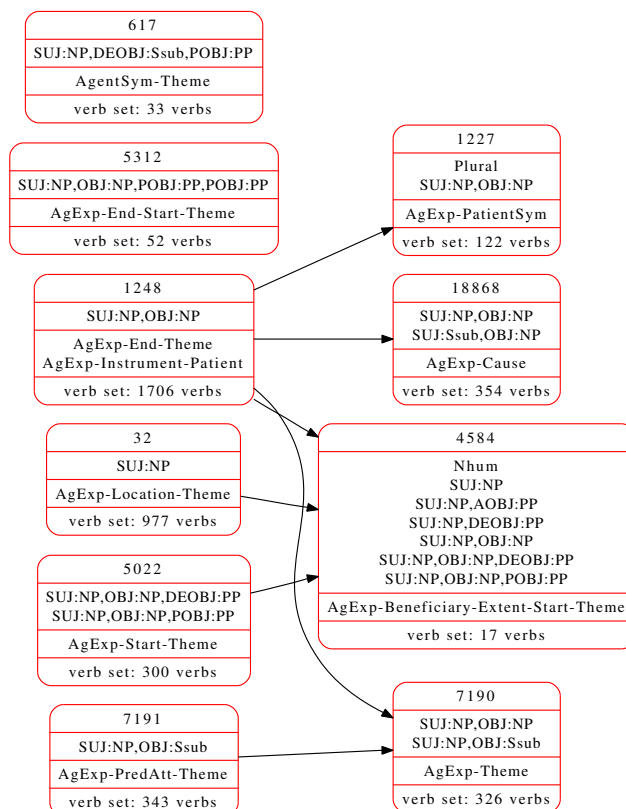 617
SUJ:NP,DEOBJ:Ssub,POBJ:PP
AgentSym-Theme
verb set: 33 verbs
5312
SUJ:NP,OBJ:NP,POBJ:PP,POBJ:PP
AgExp-End-Start-Theme
verb set: 52 verbs
1248
SUJ:NP,OBJ:NP
AgExp-End-Theme
AgExp-Instrument-Patient
verb set: 1706 verbs
32
SUJ:NP
AgExp-Location-Theme
verb set: 977 verbs
5022
SUJ:NP,OBJ:NP,DEOBJ:PP
SUJ:NP,OBJ:NP,POBJ:PP
AgExp-Start-Theme
verb set: 300 verbs
7191
SUJ:NP,OBJ:Ssub
AgExp-PredAtt-Theme
verb set: 343 verbs
1227
Plural
SUJ:NP,OBJ:NP
AgExp-PatientSym
verb set: 122 verbs
18868
SUJ:NP,OBJ:NP
SUJ:Ssub,OBJ:NP
AgExp-Cause
verb set: 354 verbs
4584
Nhum
SUJ:NP
SUJ:NP,AOBJ:PP
SUJ:NP,DEOBJ:PP
SUJ:NP,OBJ:NP
SUJ:NP,OBJ:NP,DEOBJ:PP
SUJ:NP,OBJ:NP,POBJ:PP
AgExp-Beneficiary-Extent-Start-Theme
verb set: 17 verbs
7190
SUJ:NP,OBJ:NP
SUJ:NP,OBJ:Ssub
AgExp-Theme
verb set: 326 verbs